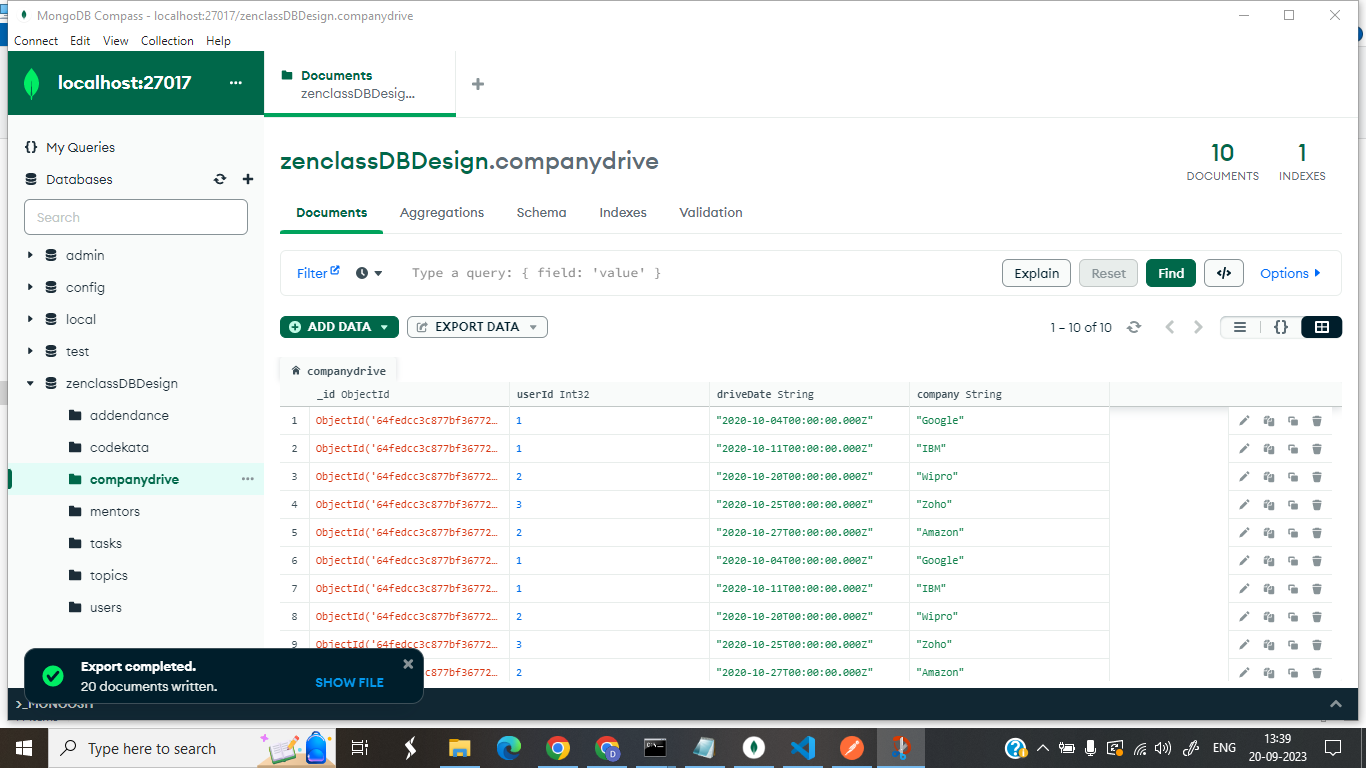 MongoDB Compass - localhost:27017/zenclassDBDesign.companydrive
Connect Edit View Collection Help
localhost:27017 ...
Documents
zenclassDBDesig...
+
{} My Queries
Databases
Search
admin
config
local
test
zenclassDBDesign
addendance
codekata
companydrive ...
mentors
tasks
topics
users
zenclassDBDesign.companydrive
10 DOCUMENTS
1 INDEXES
Documents Aggregations Schema Indexes Validation
Filter Type a query: { field: 'value' } Explain Reset Find </> Options
ADD DATA EXPORT DATA 1 – 10 of 10 {}
companydrive
_id ObjectId userId Int32 driveDate String company String
1 ObjectId('64fedcc3c877bf36772… 1 "2020-10-04T00:00:00.000Z" "Google"
2 ObjectId('64fedcc3c877bf36772… 1 "2020-10-11T00:00:00.000Z" "IBM"
3 ObjectId('64fedcc3c877bf36772… 2 "2020-10-20T00:00:00.000Z" "Wipro"
4 ObjectId('64fedcc3c877bf36772… 3 "2020-10-25T00:00:00.000Z" "Zoho"
5 ObjectId('64fedcc3c877bf36772… 2 "2020-10-27T00:00:00.000Z" "Amazon"
6 ObjectId('64fedcc3c877bf36772… 1 "2020-10-04T00:00:00.000Z" "Google"
7 ObjectId('64fedcc3c877bf36772… 1 "2020-10-11T00:00:00.000Z" "IBM"
8 ObjectId('64fedcc3c877bf36772… 2 "2020-10-20T00:00:00.000Z" "Wipro"
9 ObjectId('64fedcc3c877bf36772… 3 "2020-10-25T00:00:00.000Z" "Zoho"
c3c877bf36772… 2 "2020-10-27T00:00:00.000Z" "Amazon"
Export completed.
20 documents written. SHOW FILE
>_MONGOSH
Type here to search
ENG
13:39
20-09-2023